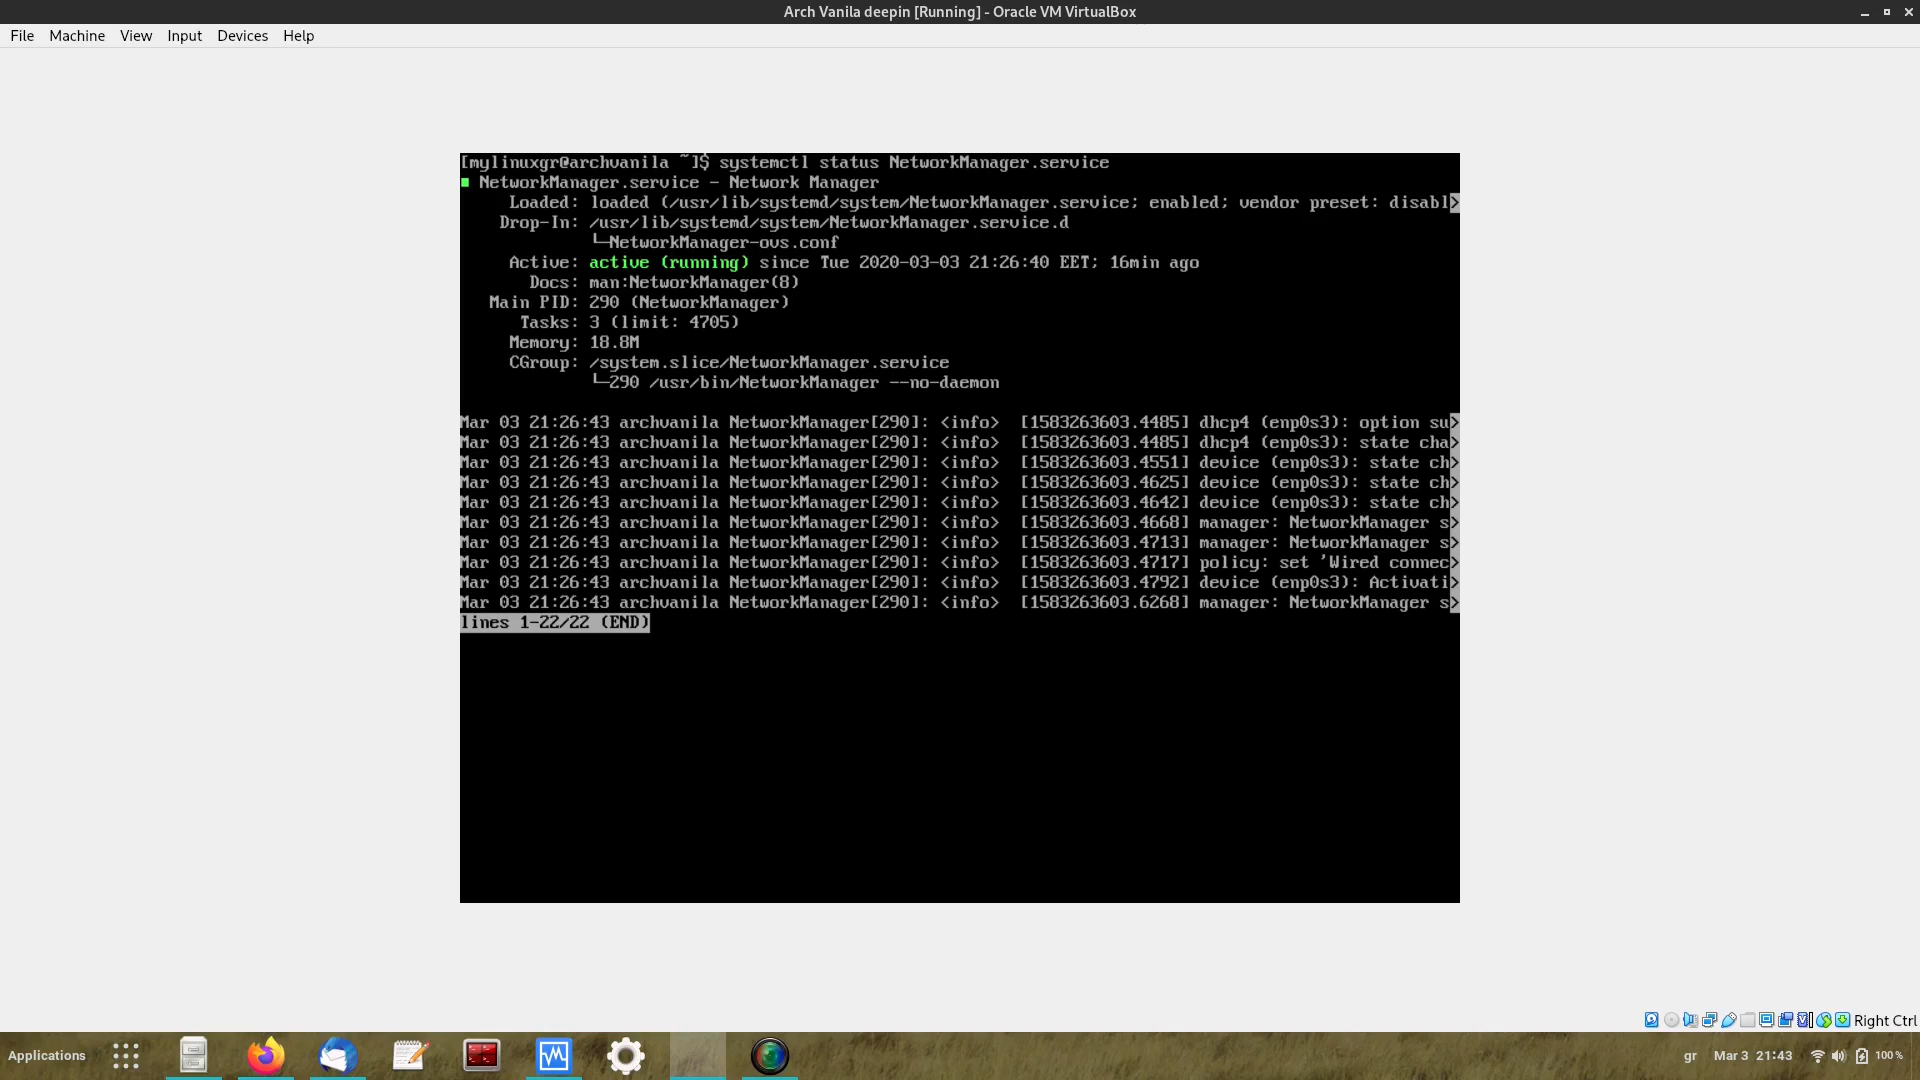 Arch Vanila deepin [Running] - Oracle VM VirtualBox
File Machine View Input Devices Help
[mylinuxgr@archvanila ~]$ systemctl status NetworkManager.service
NetworkManager.service - Network Manager
Loaded: loaded (/usr/lib/systemd/system/NetworkManager.service; enabled; vendor preset: disabl>
Drop-In: /usr/lib/systemd/system/NetworkManager.service.d
└─NetworkManager-ovs.conf
Active: active (running) since Tue 2020-03-03 21:26:40 EET; 16min ago
Docs: man:NetworkManager(8)
Main PID: 290 (NetworkManager)
Tasks: 3 (limit: 4705)
Memory: 18.8M
CGroup: /system.slice/NetworkManager.service
└─290 /usr/bin/NetworkManager --no-daemon
Mar 03 21:26:43 archvanila NetworkManager[290]: <info>  [1583263603.4485] dhcp4 (enp0s3): option su>
Mar 03 21:26:43 archvanila NetworkManager[290]: <info>  [1583263603.4485] dhcp4 (enp0s3): state cha>
Mar 03 21:26:43 archvanila NetworkManager[290]: <info>  [1583263603.4551] device (enp0s3): state ch>
Mar 03 21:26:43 archvanila NetworkManager[290]: <info>  [1583263603.4625] device (enp0s3): state ch>
Mar 03 21:26:43 archvanila NetworkManager[290]: <info>  [1583263603.4642] device (enp0s3): state ch>
Mar 03 21:26:43 archvanila NetworkManager[290]: <info>  [1583263603.4668] manager: NetworkManager s>
Mar 03 21:26:43 archvanila NetworkManager[290]: <info>  [1583263603.4713] manager: NetworkManager s>
Mar 03 21:26:43 archvanila NetworkManager[290]: <info>  [1583263603.4717] policy: set 'Wired connec>
Mar 03 21:26:43 archvanila NetworkManager[290]: <info>  [1583263603.4792] device (enp0s3): Activati>
Mar 03 21:26:43 archvanila NetworkManager[290]: <info>  [1583263603.6268] manager: NetworkManager s>
lines 1-22/22 (END)
Right Ctrl
Applications
gr Mar 3 21:43 100%